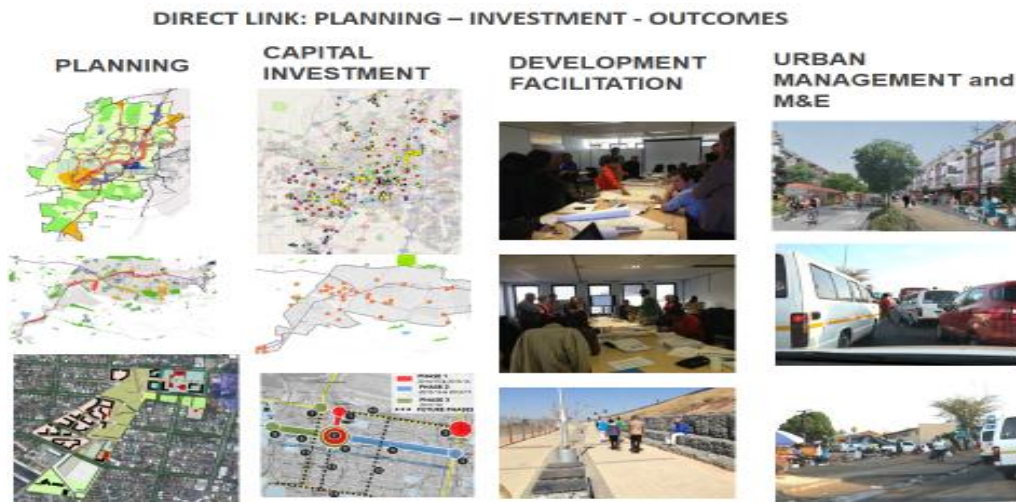 DIRECT LINK: PLANNING – INVESTMENT - OUTCOMES
PLANNING
CAPITAL
INVESTMENT
DEVELOPMENT
FACILITATION
URBAN
MANAGEMENT and
M&E
PHASE 1
PHASE 2
PHASE 3
FUTURE PHASES